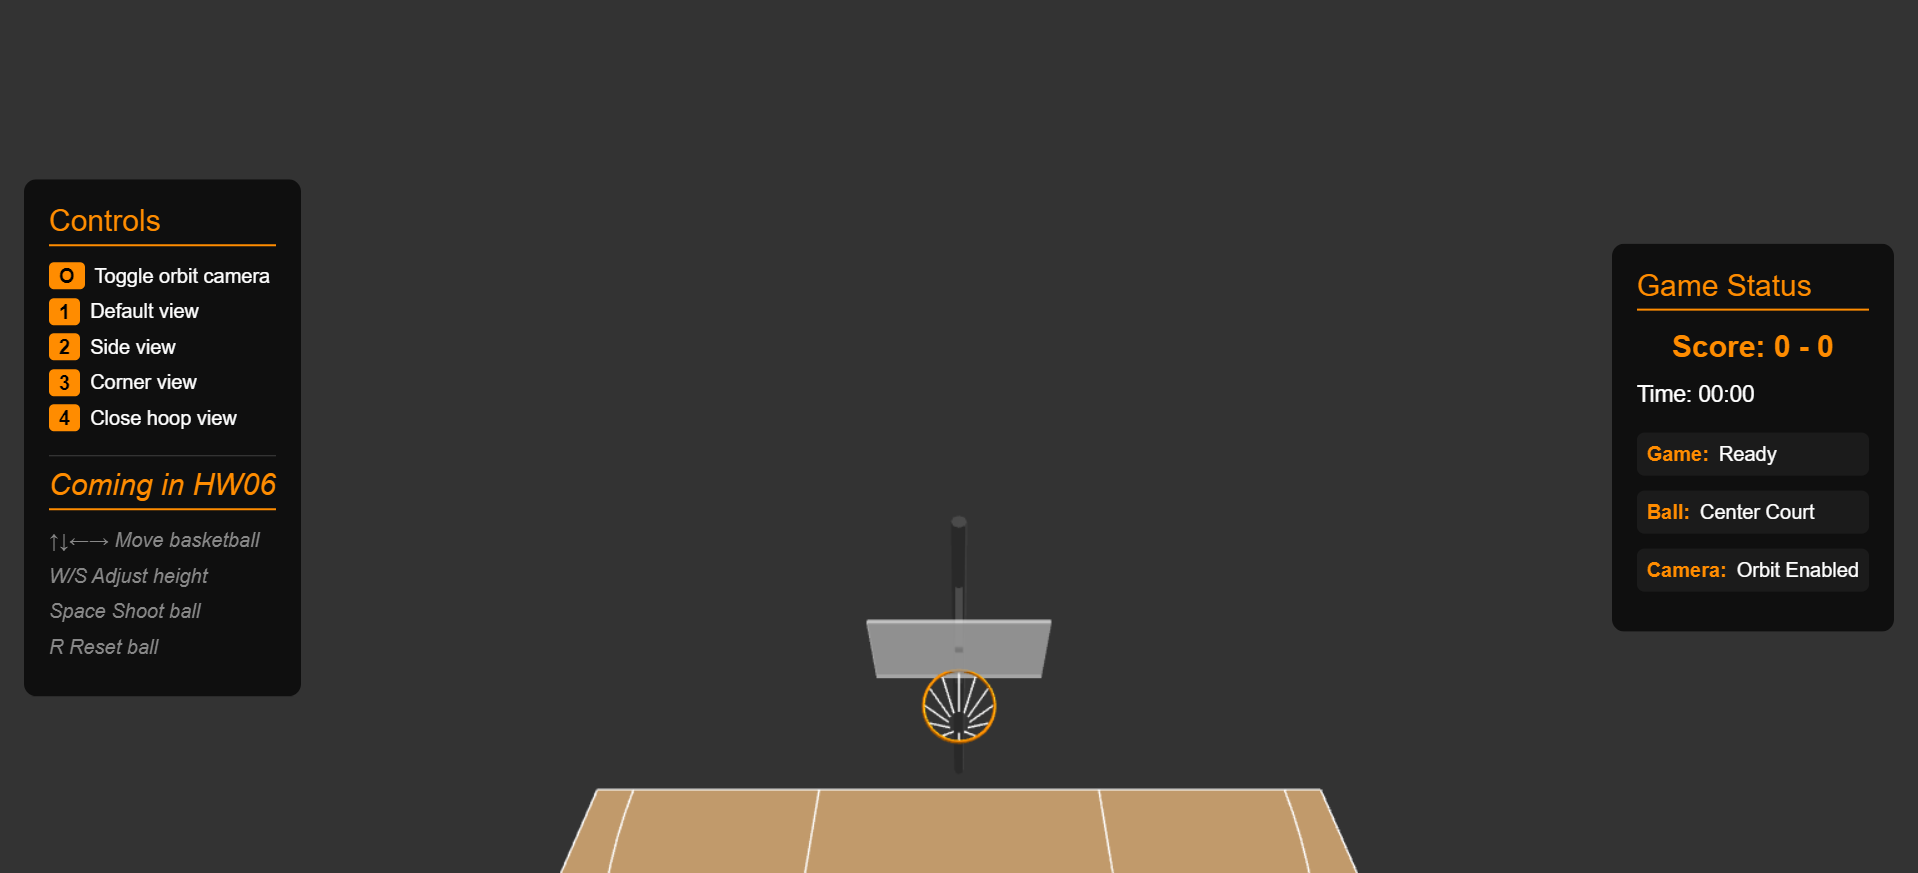 Controls
O Toggle orbit camera
1 Default view
2 Side view
3 Corner view
4 Close hoop view
Coming in HW06
↑↓←→ Move basketball
W/S Adjust height
Space Shoot ball
R Reset ball
Game Status
Score: 0 - 0
Time: 00:00
Game: Ready
Ball: Center Court
Camera: Orbit Enabled